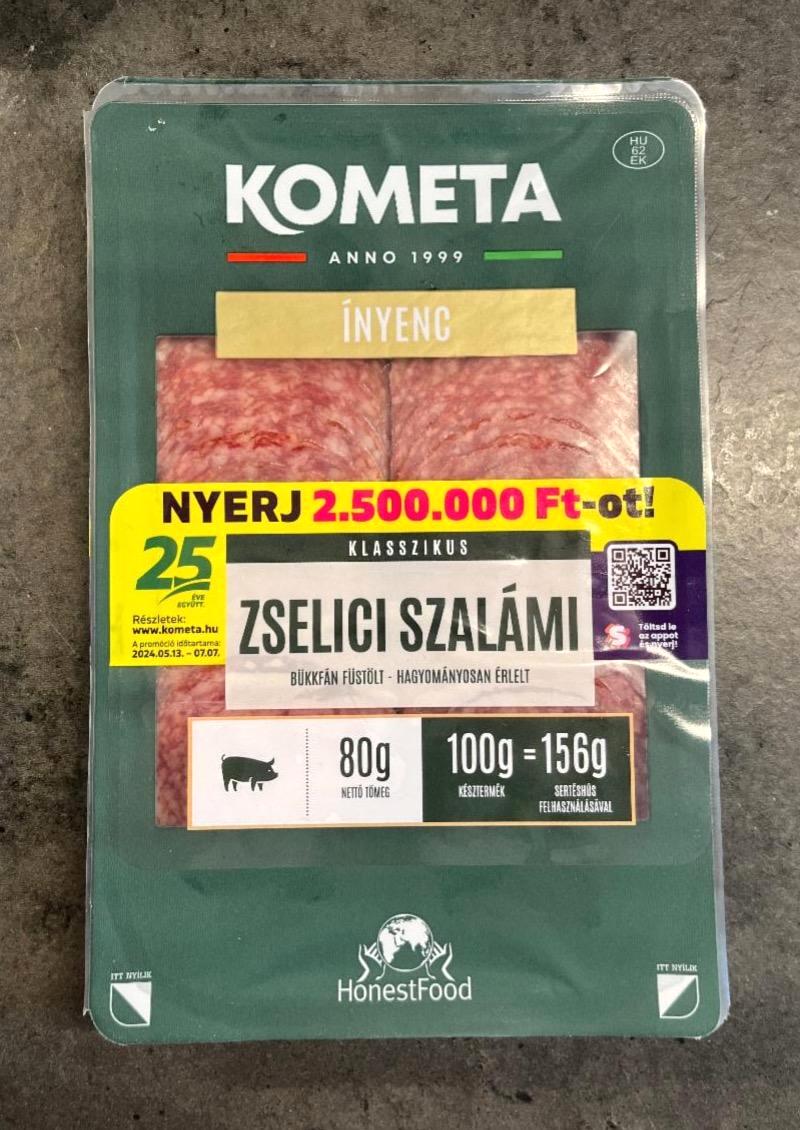 HU
62
EK
KOMETA
ANNO 1999
ÍNYENC
NYERJ 2.500.000 Ft-ot!
25
ÉVE
EGYÜTT.
Részletek:
www.kometa.hu
A promóció időtartama:
2024.05.13. – 07.07.
KLASSZIKUS
ZSELICI SZALÁMI
BÜKKFÁN FÜSTÖLT - HAGYOMÁNYOSAN ÉRLELT
S
Töltsd le
az appot
és nyerj!
80g
NETTÓ TÖMEG
100g = 156g
KÉSZTERMÉK
SERTÉSHÚS
FELHASZNÁLÁSÁVAL
ITT NYÍLIK
ITT NYÍLIK
HonestFood